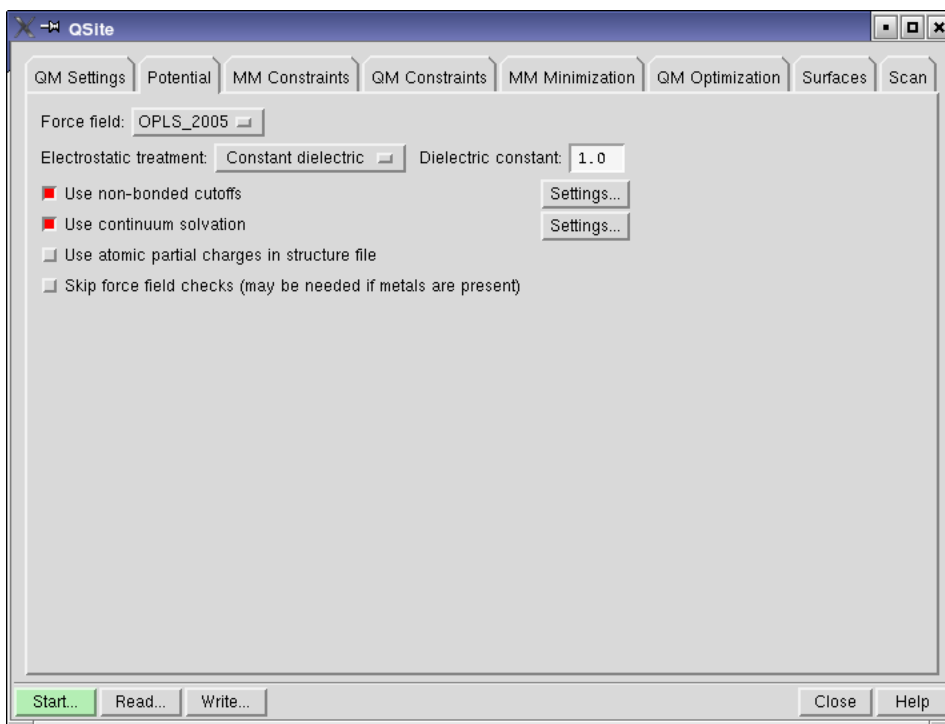 QSite
QM Settings Potential MM Constraints QM Constraints MM Minimization QM Optimization Surfaces Scan
Force field: OPLS_2005
Electrostatic treatment: Constant dielectric Dielectric constant: 1.0
Use non-bonded cutoffs Settings...
Use continuum solvation Settings...
Use atomic partial charges in structure file
Skip force field checks (may be needed if metals are present)
Start... Read... Write... Close Help